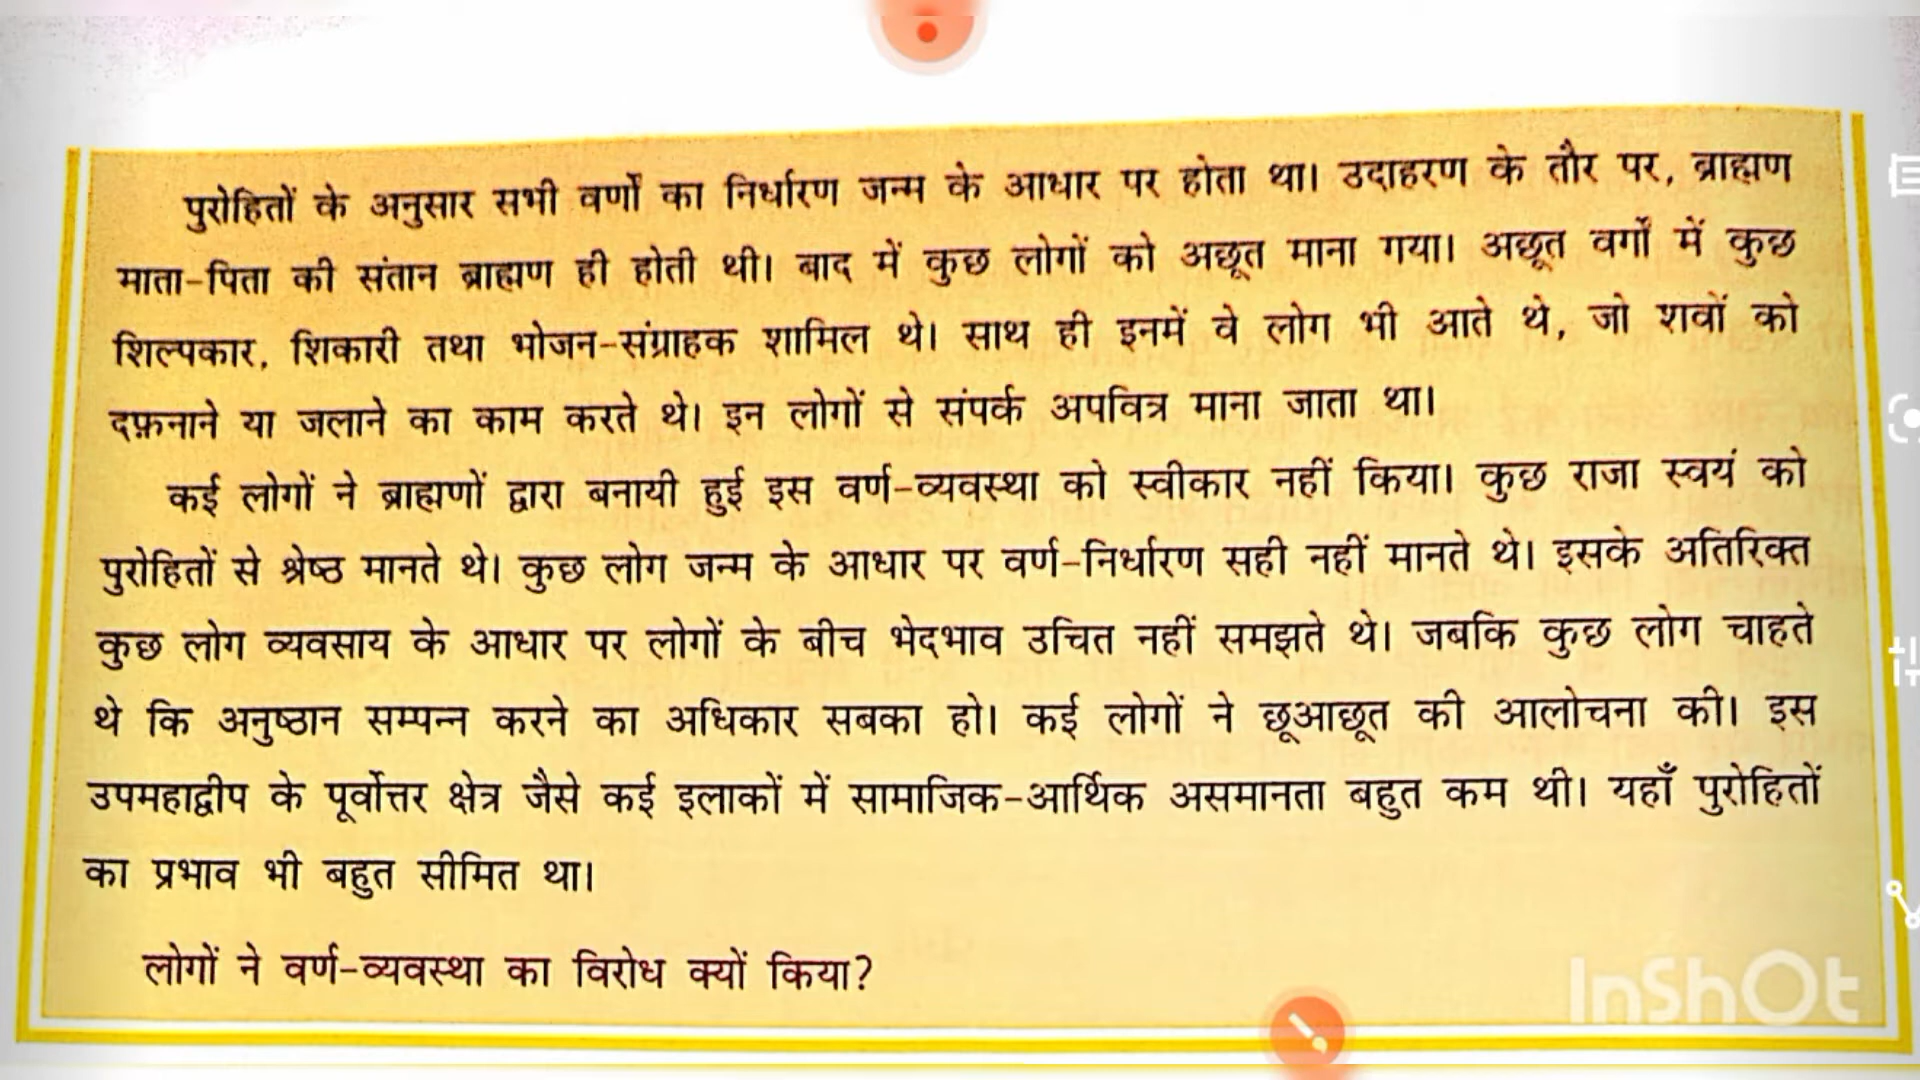 पुरोहितों के अनुसार सभी वर्णों का निर्धारण जन्म के आधार पर होता था। उदाहरण के तौर पर, ब्राह्मण
माता-पिता की संतान ब्राह्मण ही होती थी। बाद में कुछ लोगों को अछूत माना गया। अछूत वर्गों में कुछ
शिल्पकार, शिकारी तथा भोजन-संग्राहक शामिल थे। साथ ही इनमें वे लोग भी आते थे, जो शवों को
दफ़नाने या जलाने का काम करते थे। इन लोगों से संपर्क अपवित्र माना जाता था।
कई लोगों ने ब्राह्मणों द्वारा बनायी हुई इस वर्ण-व्यवस्था को स्वीकार नहीं किया। कुछ राजा स्वयं को
पुरोहितों से श्रेष्ठ मानते थे। कुछ लोग जन्म के आधार पर वर्ण-निर्धारण सही नहीं मानते थे। इसके अतिरिक्त
कुछ लोग व्यवसाय के आधार पर लोगों के बीच भेदभाव उचित नहीं समझते थे। जबकि कुछ लोग चाहते
थे कि अनुष्ठान सम्पन्न करने का अधिकार सबका हो। कई लोगों ने छूआछूत की आलोचना की। इस
उपमहाद्वीप के पूर्वोत्तर क्षेत्र जैसे कई इलाकों में सामाजिक-आर्थिक असमानता बहुत कम थी। यहाँ पुरोहितों
का प्रभाव भी बहुत सीमित था।
लोगों ने वर्ण-व्यवस्था का विरोध क्यों किया?
InShOt